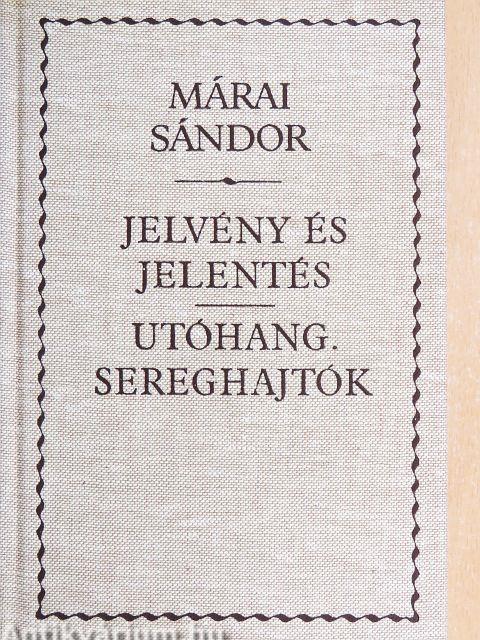 MÁRAI
SÁNDOR
JELVÉNY ÉS
JELENTÉS
UTÓHANG.
SEREGHAJTÓK